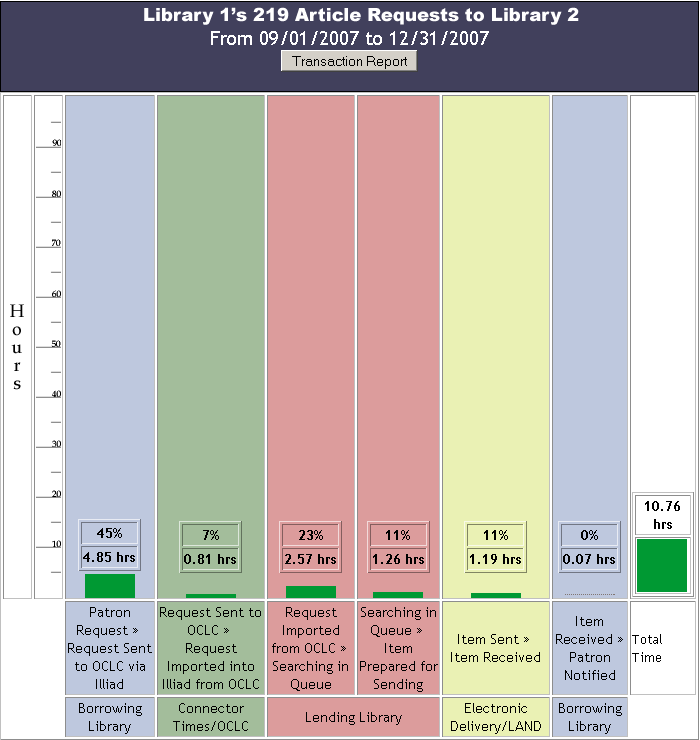 Library 1's 219 Article Requests to Library 2
From 09/01/2007 to 12/31/2007
Transaction Report
Hours
90
80
70
60
50
40
30
20
10
45%
4.85 hrs
7%
0.81 hrs
23%
2.57 hrs
11%
1.26 hrs
11%
1.19 hrs
0%
0.07 hrs
10.76
hrs
Patron
Request »
Request Sent
to OCLC via
Illiad
Request Sent to
OCLC »
Request
Imported into
Illiad from OCLC
Request
Imported
from OCLC »
Searching in
Queue
Searching in
Queue »
Item
Prepared for
Sending
Item Sent »
Item Received
Item
Received »
Patron
Notified
Total
Time
Borrowing
Library
Connector
Times/OCLC
Lending Library
Electronic
Delivery/LAND
Borrowing
Library